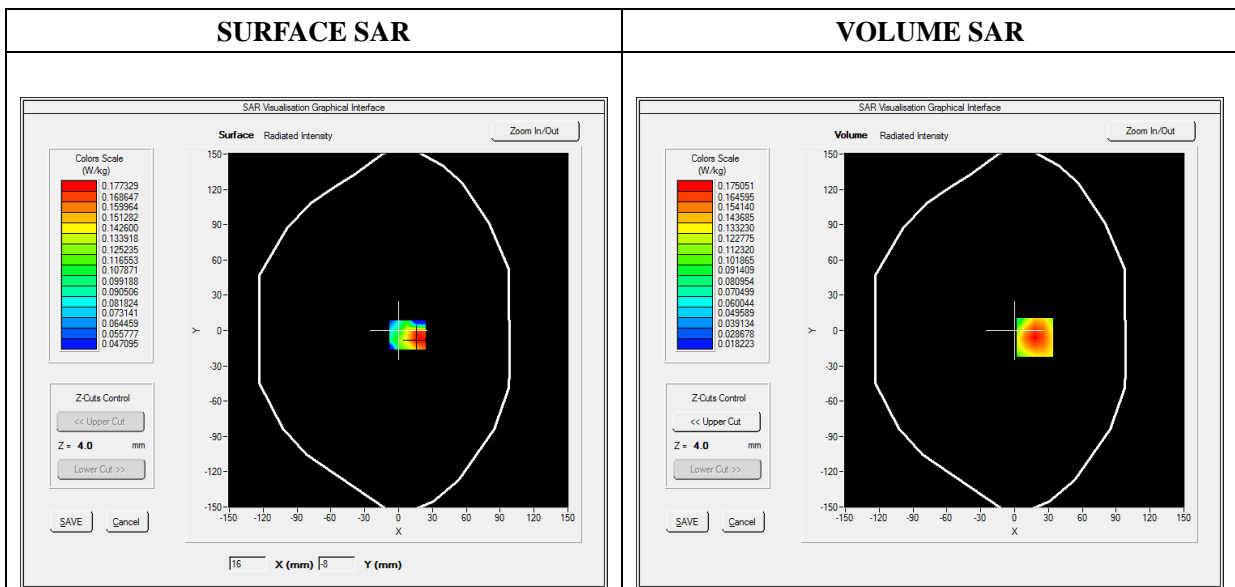 SURFACE SAR
VOLUME SAR
SAR Visualisation Graphical Interface
Surface Radiated Intensity
Zoom In/Out
Colors Scale
(W/kg)
0.177329
0.168647
0.159964
0.151282
0.142600
0.133918
0.125235
0.116553
0.107871
0.099188
0.090506
0.081824
0.073141
0.064459
0.055777
0.047095
Z-Cuts Control
<< Upper Cut
Z = 4.0 mm
Lower Cut >>
SAVE Cancel
150
120
90
60
30
0
-30
-60
-90
-120
-150
Y
-150 -120 -90 -60 -30 0 30 60 90 120 150
X
16 X (mm) -8 Y (mm)
SAR Visualisation Graphical Interface
Volume Radiated Intensity
Zoom In/Out
Colors Scale
(W/kg)
0.175051
0.164595
0.154140
0.143685
0.133230
0.122775
0.112320
0.101865
0.091409
0.080954
0.070499
0.060044
0.049589
0.039134
0.028678
0.018223
Z-Cuts Control
<< Upper Cut
Z = 4.0 mm
Lower Cut >>
SAVE Cancel
150
120
90
60
30
0
-30
-60
-90
-120
-150
Y
-150 -120 -90 -60 -30 0 30 60 90 120 150
X